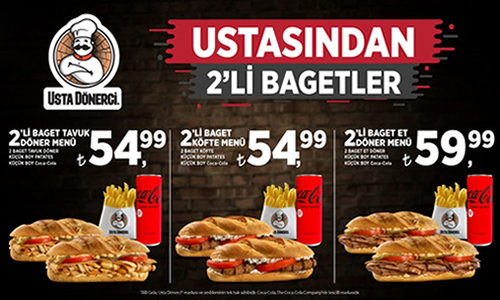 USTA DÖNERCİ.
USTASINDAN
2'Lİ BAGETLER
2'Lİ BAGET TAVUK
DÖNER MENÜ
2 BAGET TAVUK DÖNER
KÜÇÜK BOY PATATES
KÜÇÜK BOY Coca-Cola
₺54,99
2'Lİ BAGET
KÖFTE MENÜ
2 BAGET KÖFTE
KÜÇÜK BOY PATATES
KÜÇÜK BOY Coca-Cola
₺54,99
2'Lİ BAGET ET
DÖNER MENÜ
2 BAGET ET DÖNER
KÜÇÜK BOY PATATES
KÜÇÜK BOY Coca-Cola
₺59,99